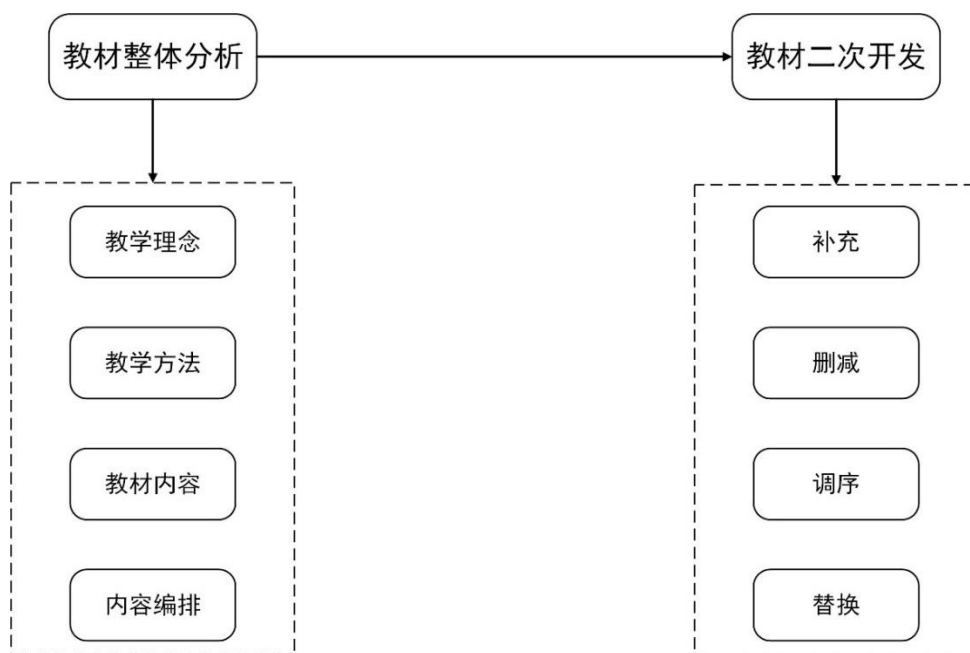 教材整体分析
教材二次开发
教学理念
教学方法
教材内容
内容编排
补充
删减
调序
替换